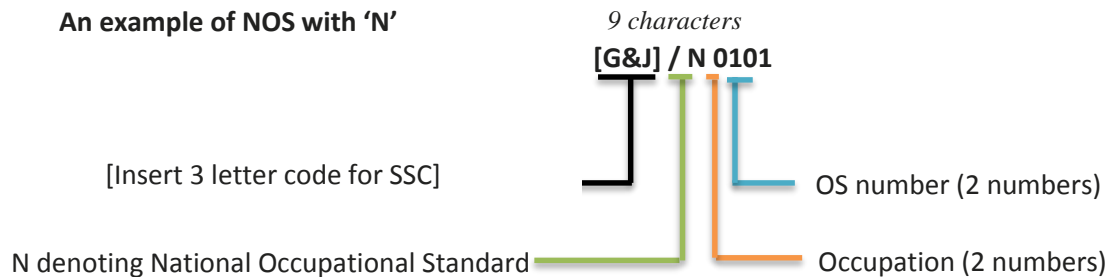 An example of NOS with ‘N’
9 characters
[G&J] / N 0101
[Insert 3 letter code for SSC]
OS number (2 numbers)
N denoting National Occupational Standard
Occupation (2 numbers)